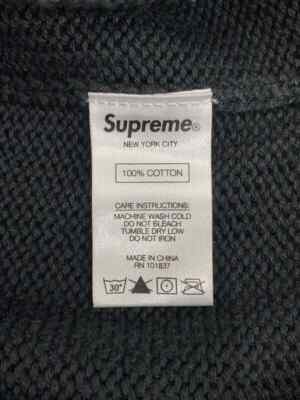 Supreme®
NEW YORK CITY
100% COTTON
CARE INSTRUCTIONS:
MACHINE WASH COLD
DO NOT BLEACH
TUMBLE DRY LOW
DO NOT IRON
MADE IN CHINA
RN 101837
30°